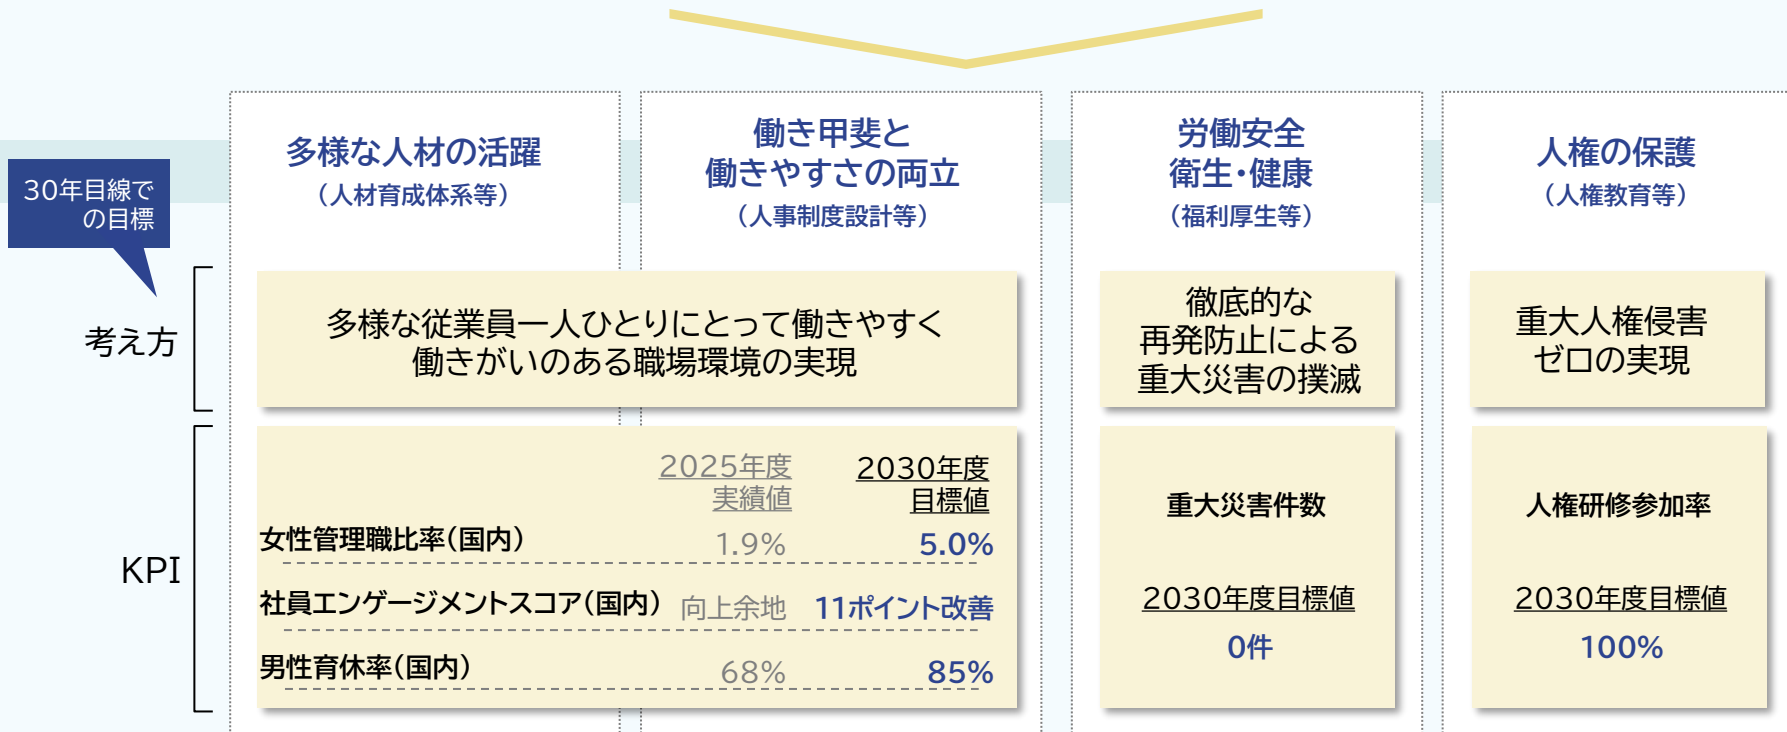 多様な人材の活躍
（人材育成体系等）
働き甲斐と
働きやすさの両立
（人事制度設計等）
労働安全
衛生・健康
（福利厚生等）
人権の保護
（人権教育等）
30年目線で
の目標
考え方
多様な従業員一人ひとりにとって働きやすく
働きがいのある職場環境の実現
徹底的な
再発防止による
重大災害の撲滅
重大人権侵害
ゼロの実現
KPI
2025年度
実績値
2030年度
目標値
女性管理職比率（国内） 1.9% 5.0%
社員エンゲージメントスコア（国内） 向上余地 11ポイント改善
男性育休率（国内） 68% 85%
重大災害件数
2030年度目標値
0件
人権研修参加率
2030年度目標値
100%